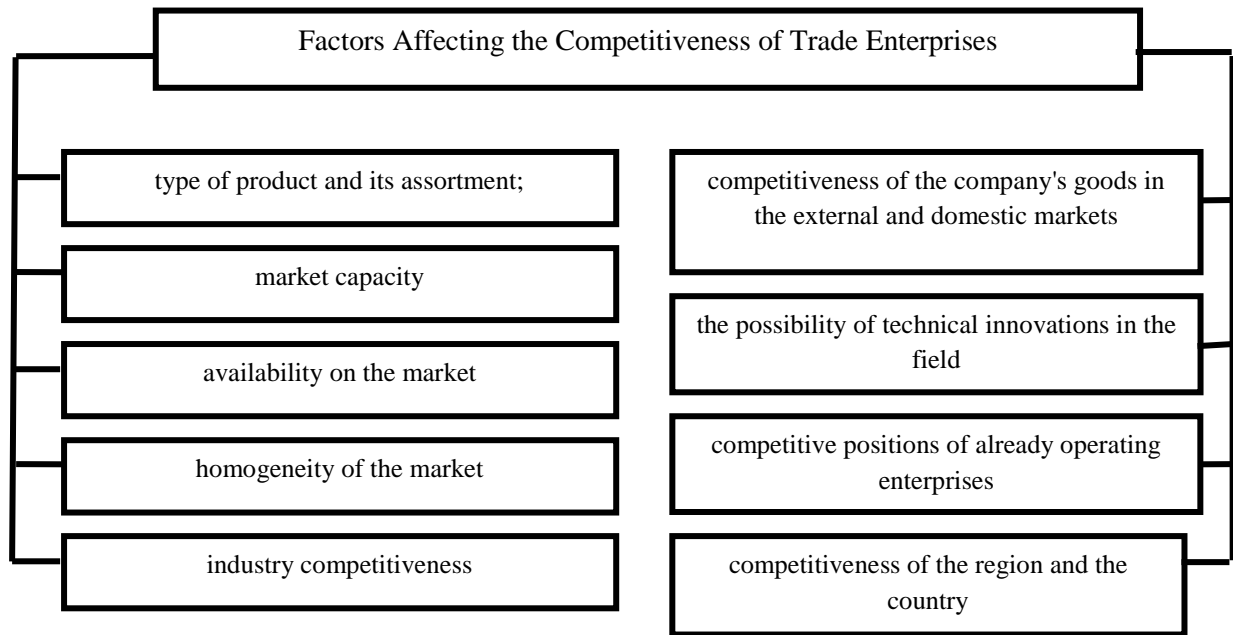 Factors Affecting the Competitiveness of Trade Enterprises
type of product and its assortment;
market capacity
availability on the market
homogeneity of the market
industry competitiveness
competitiveness of the company's goods in
the external and domestic markets
the possibility of technical innovations in the
field
competitive positions of already operating
enterprises
competitiveness of the region and the
country